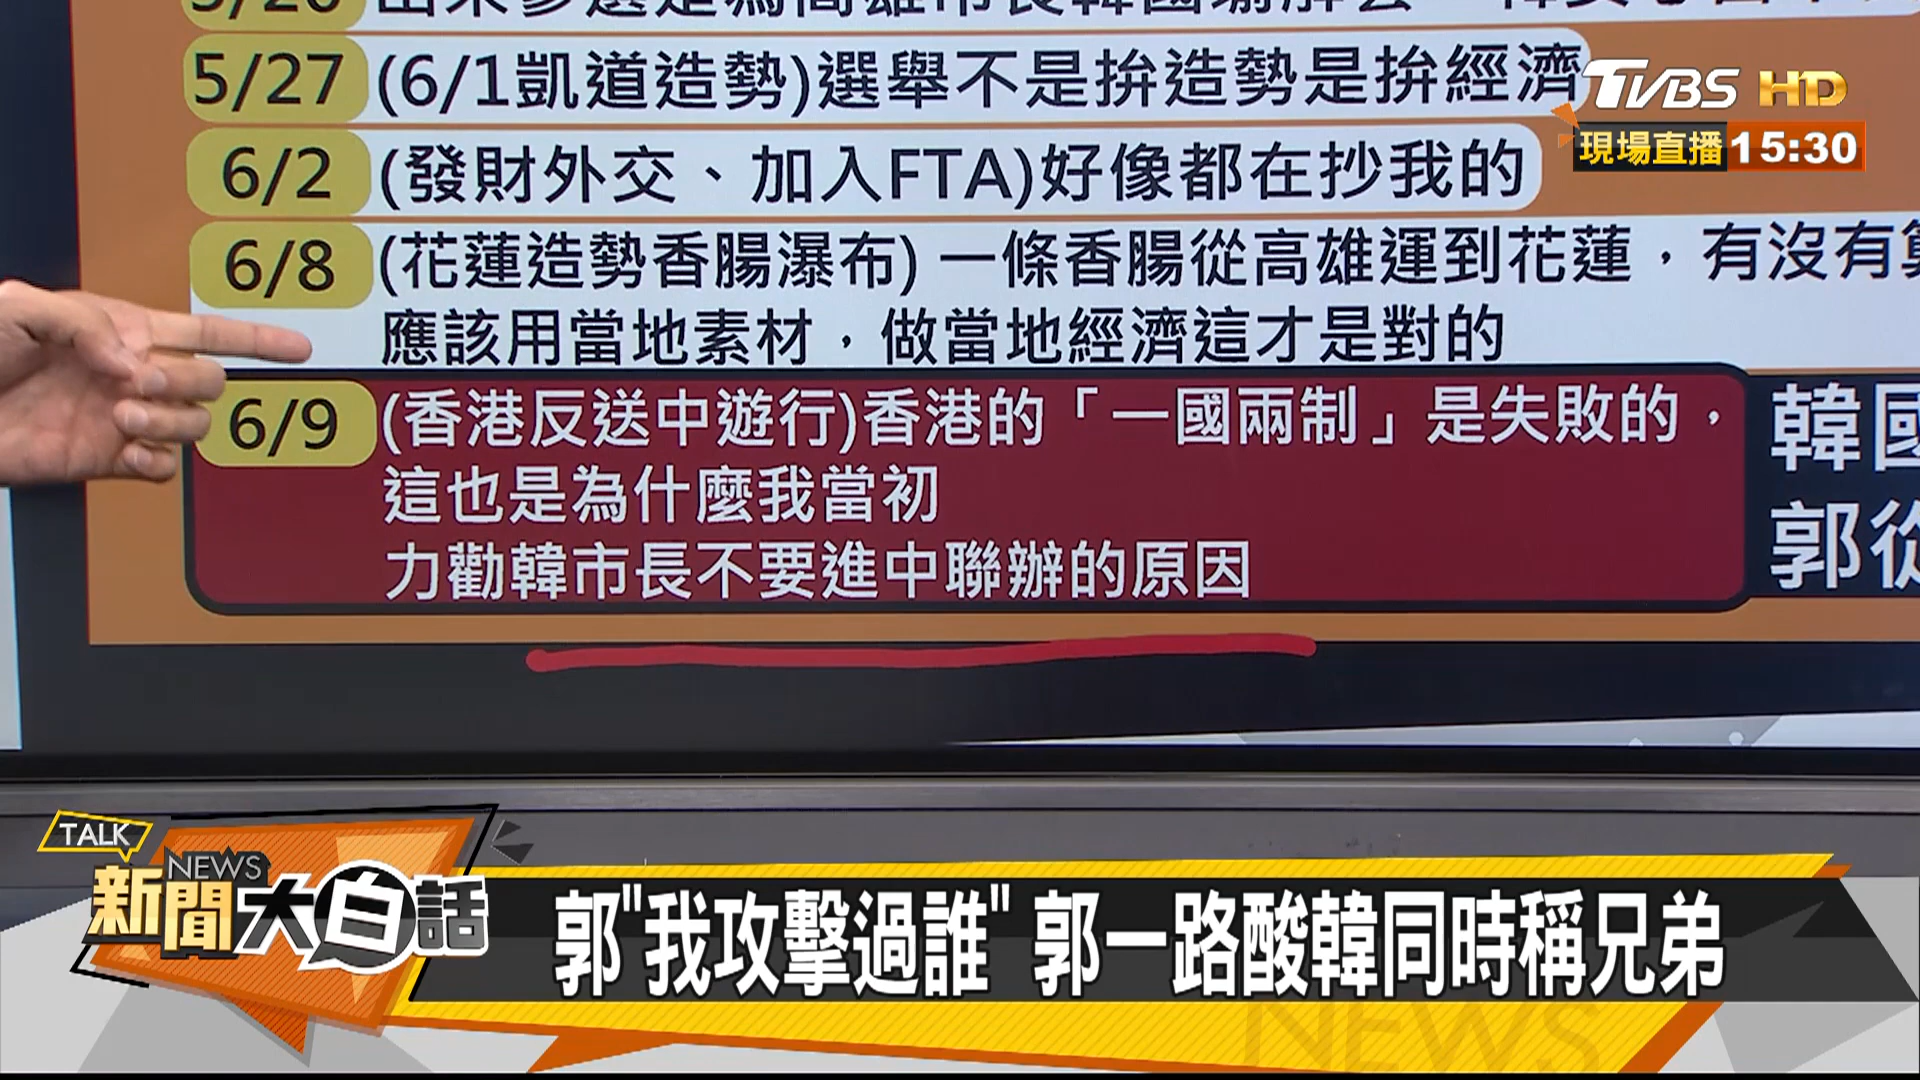 5/27 (6/1凱道造勢)選舉不是拚造勢是拚經濟
TVBS HD
現場直播 15:30
6/2 (發財外交、加入FTA)好像都在抄我的
6/8 (花蓮造勢香腸瀑布) 一條香腸從高雄運到花蓮，有沒有
應該用當地素材，做當地經濟這才是對的
6/9 (香港反送中遊行)香港的「一國兩制」是失敗的，
這也是為什麼我當初
力勸韓市長不要進中聯辦的原因
韓國
郭從
TALK
NEWS
新聞大白話
郭"我攻擊過誰" 郭一路酸韓同時稱兄弟
NEWS